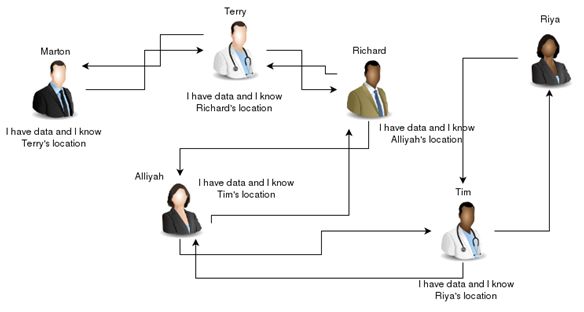 Terry
Riya
Marton
Richard
I have data and I know
Richard's location
I have data and I know
Terry's location
I have data and I know
Alliyah's location
Alliyah
I have data and I know
Tim's location
Tim
I have data and I know
Riya's location